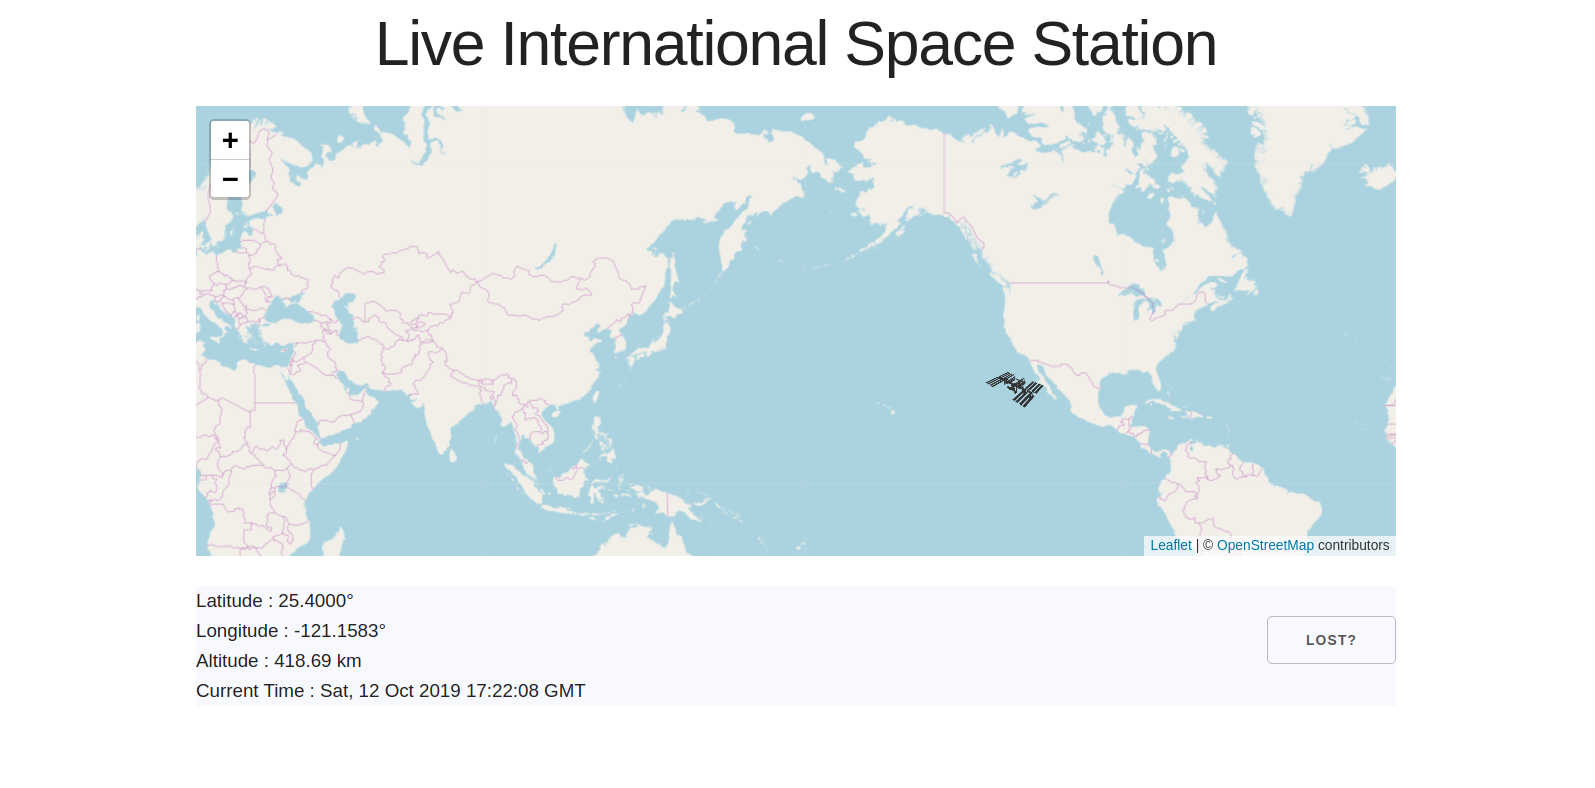 Live International Space Station
+
−
Leaflet | © OpenStreetMap contributors
Latitude : 25.4000°
Longitude : -121.1583°
Altitude : 418.69 km
Current Time : Sat, 12 Oct 2019 17:22:08 GMT
LOST?